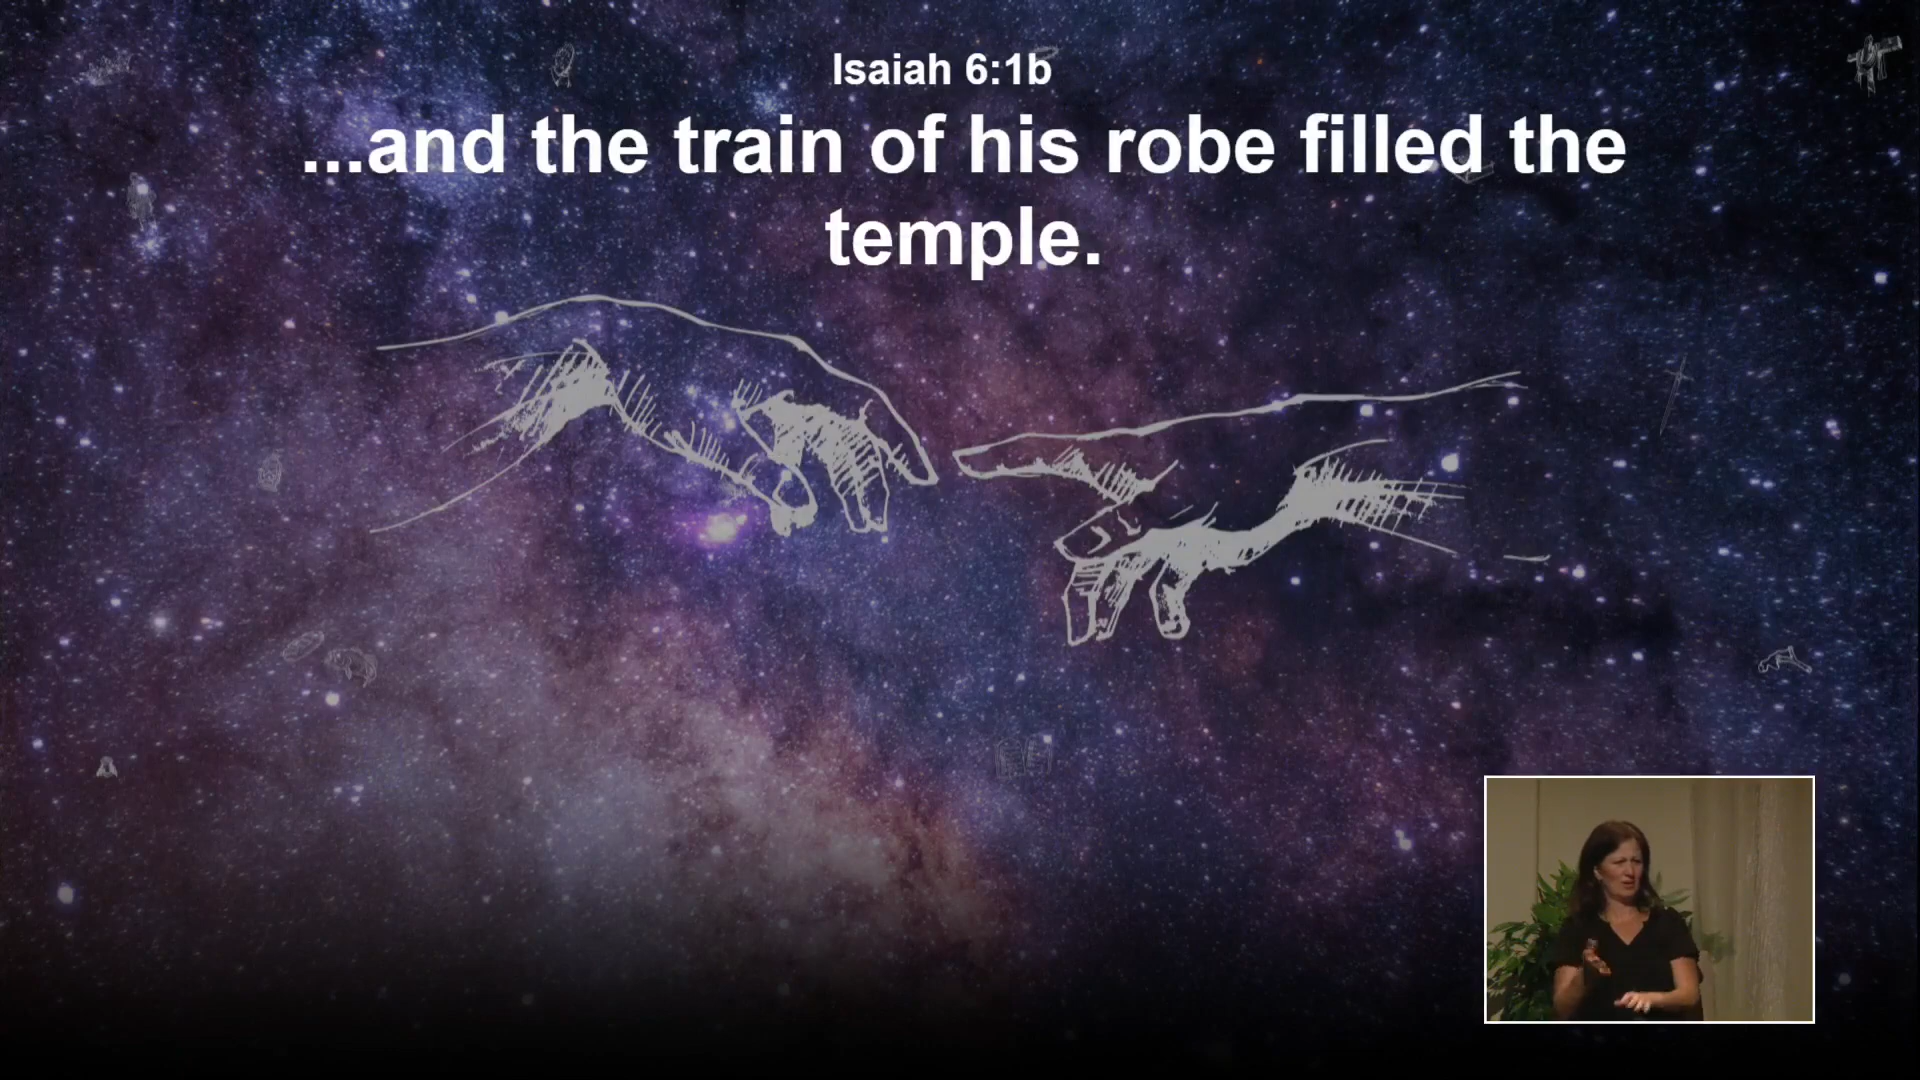 Isaiah 6:1b
...and the train of his robe filled the
temple.